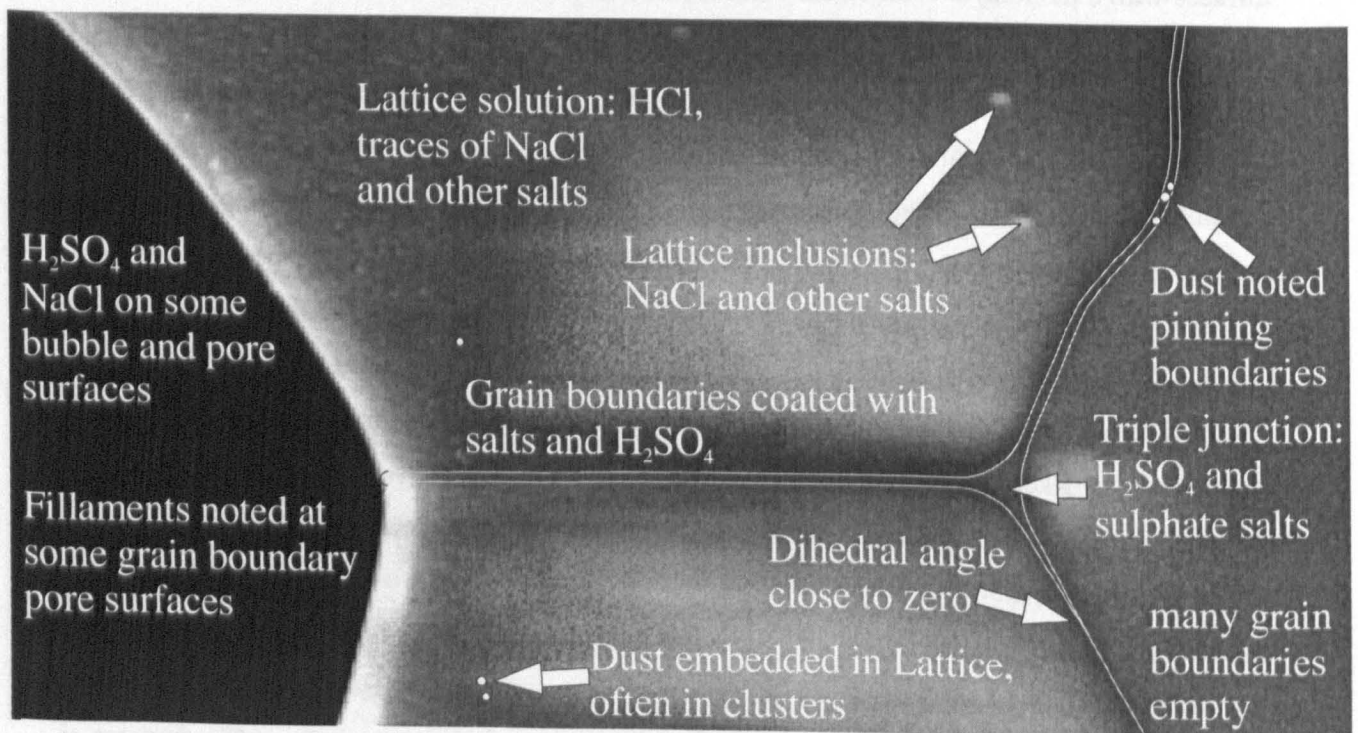 Lattice solution: HCl,
traces of NaCl
and other salts
H₂SO₄ and
NaCl on some
bubble and pore
surfaces
Lattice inclusions:
NaCl and other salts
Dust noted
pinning
boundaries
Grain boundaries coated with
salts and H₂SO₄
Triple junction:
H₂SO₄ and
sulphate salts
Fillaments noted at
some grain boundary
pore surfaces
Dihedral angle
close to zero
many grain
boundaries
empty
Dust embedded in Lattice,
often in clusters